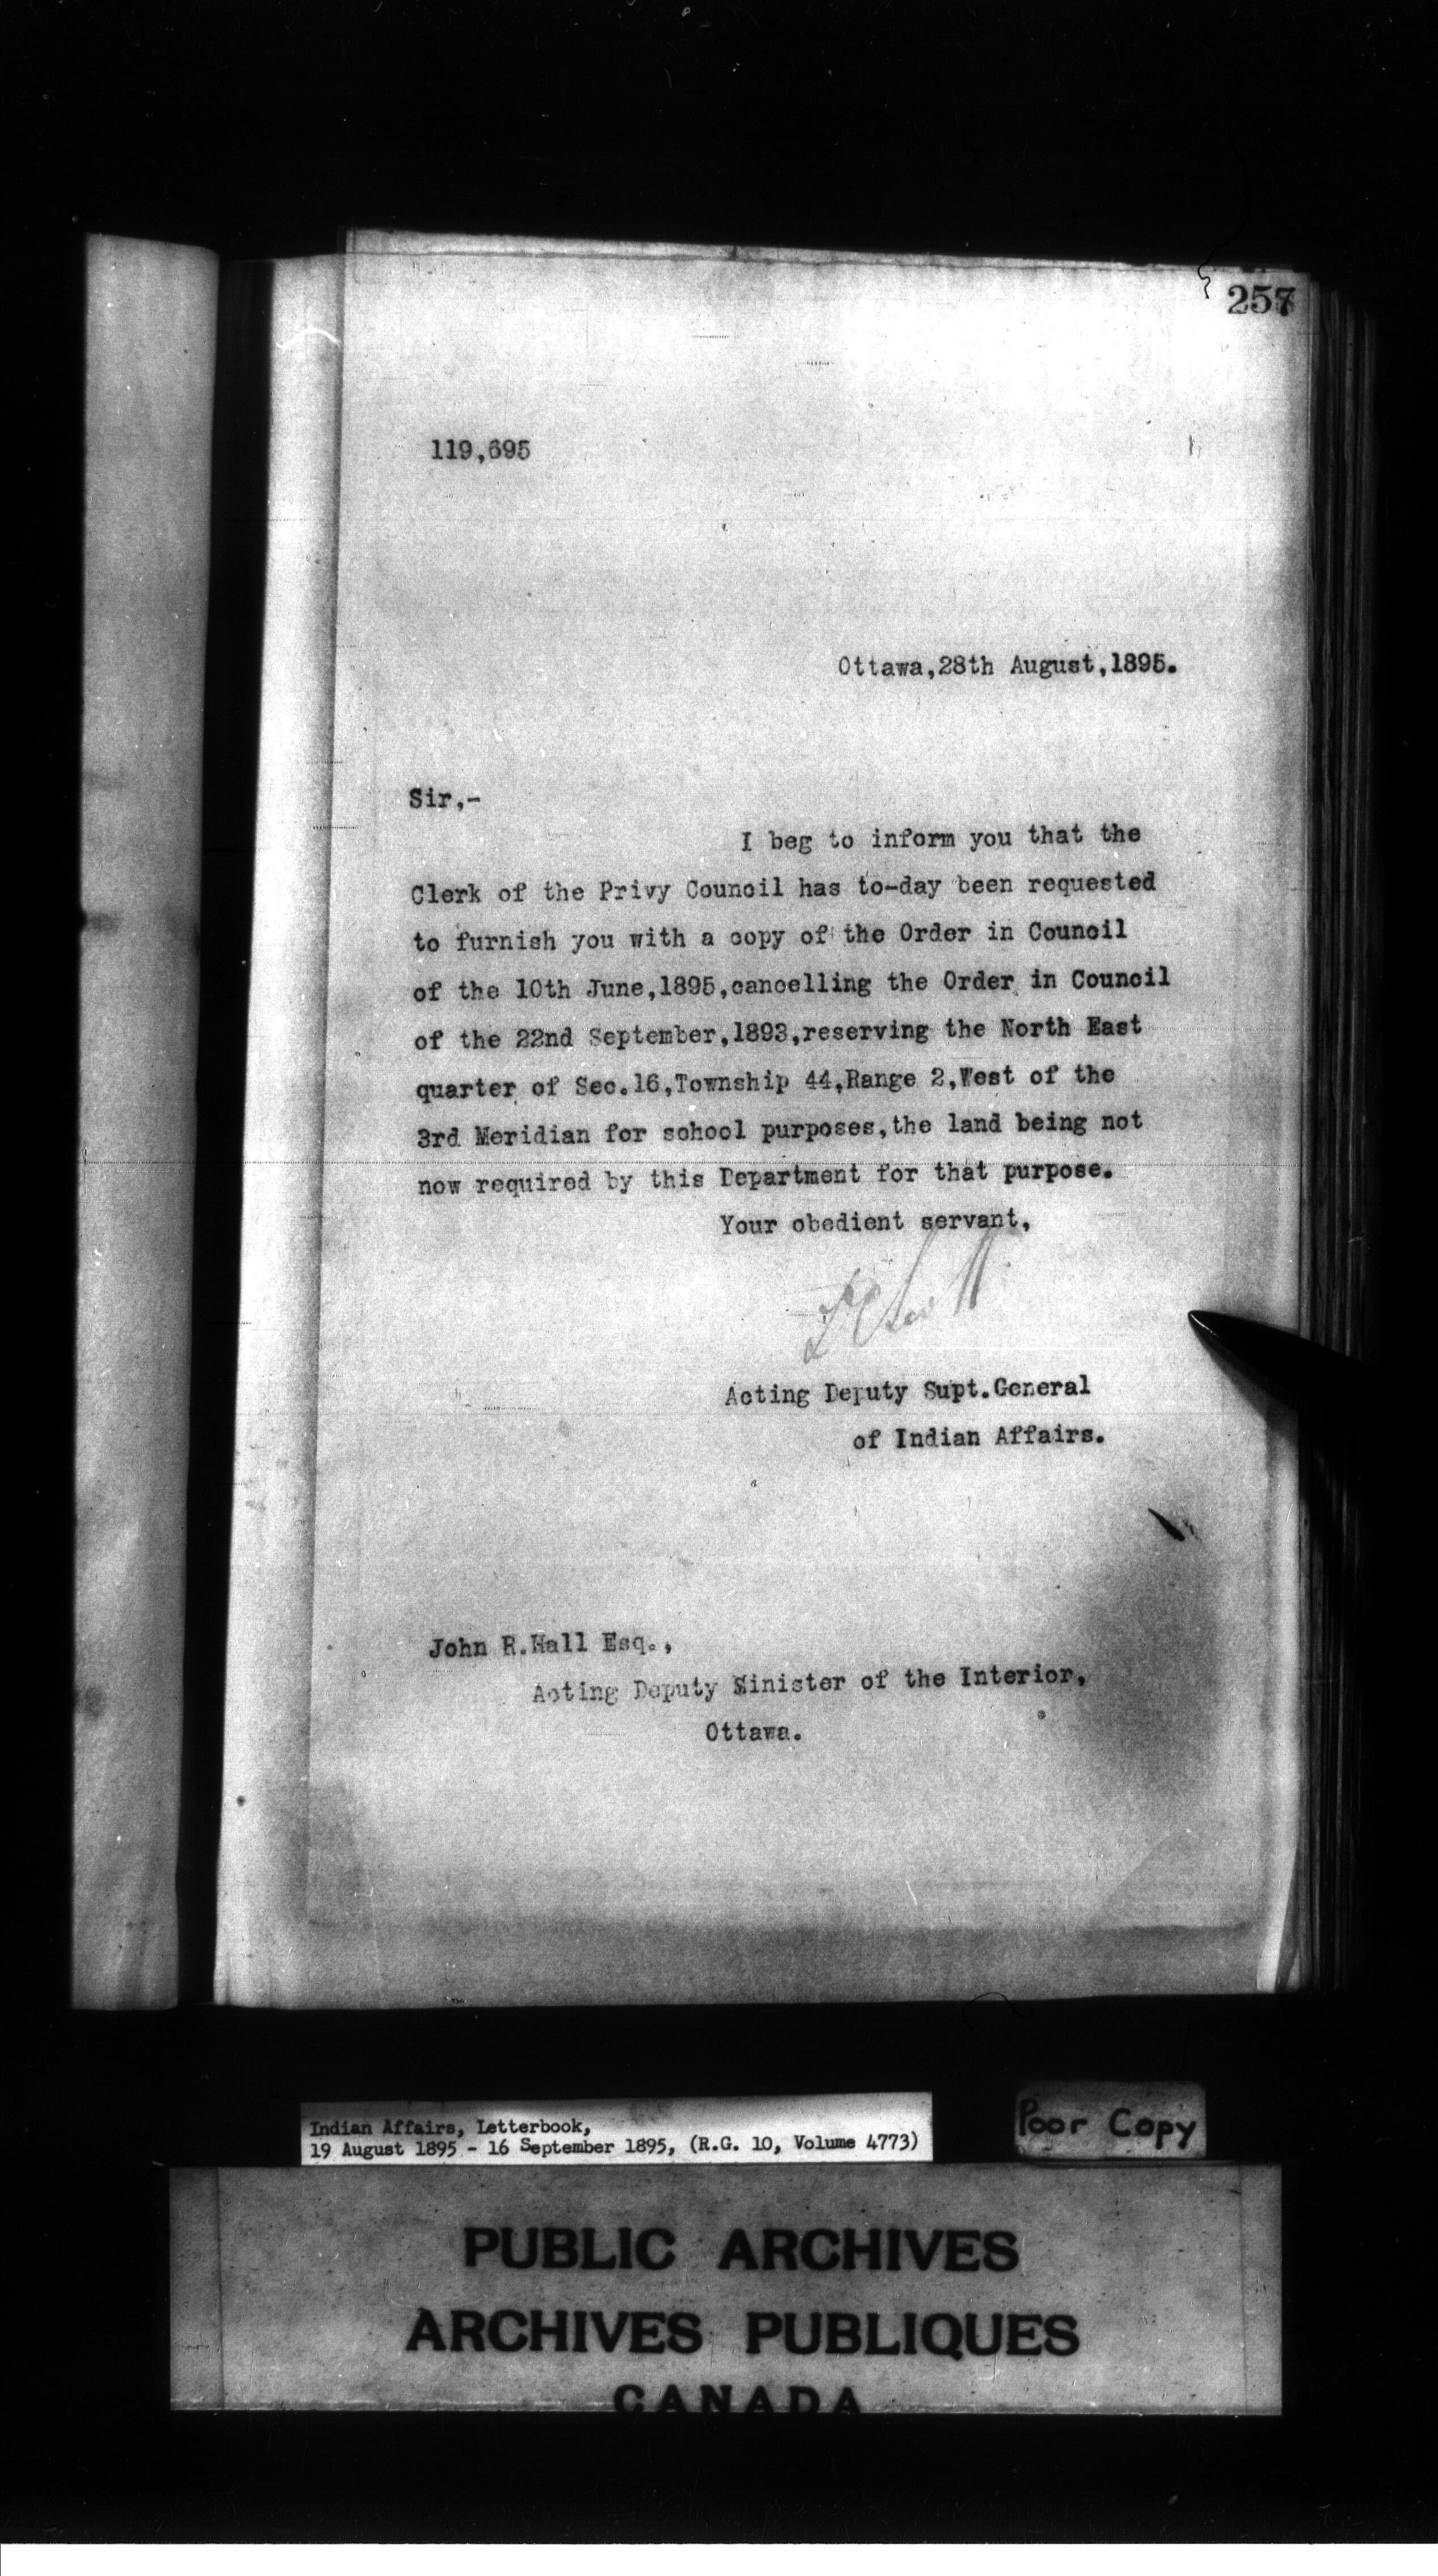 257
119,695
Ottawa,28th August,1895.
Sir,-
I beg to inform you that the
Clerk of the Privy Council has to-day been requested
to furnish you with a copy of the Order in Council
of the 10th June,1895,cancelling the Order in Council
of the 22nd September,1893,reserving the North East
quarter of Sec.16,Township 44,Range 2,West of the
3rd Meridian for school purposes,the land being not
now required by this Department for that purpose.
Your obedient servant,
Acting Deputy Supt.General
of Indian Affairs.
John R.Hall Esq.,
Acting Deputy Minister of the Interior,
Ottawa.
Indian Affairs, Letterbook,
19 August 1895 - 16 September 1895, (R.G. 10, Volume 4773)
Poor Copy
PUBLIC ARCHIVES
ARCHIVES PUBLIQUES
CANADA